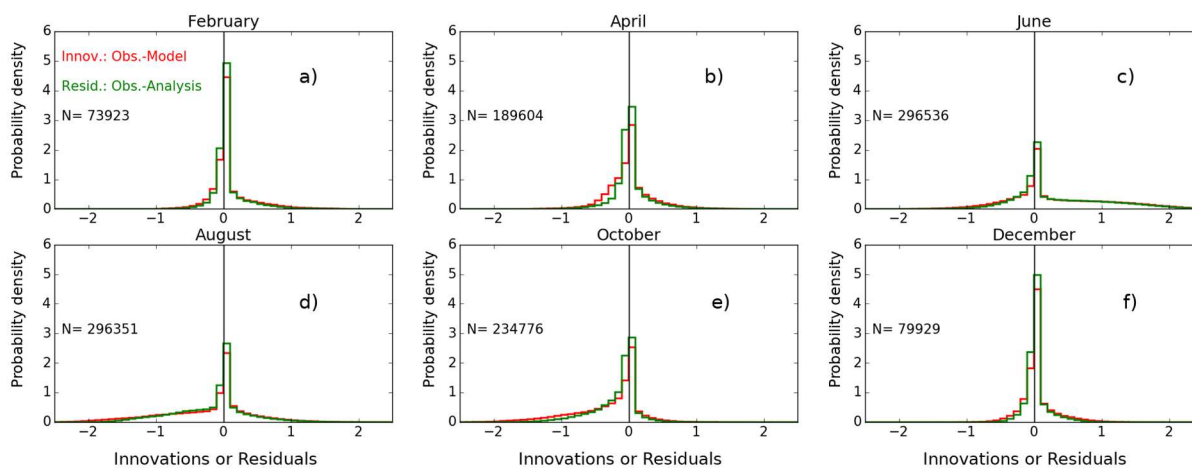 February
Probability density
6
5
4
3
2
1
0
Innov.: Obs.-Model
Resid.: Obs.-Analysis
N= 73923
a)
−2
−1
0
1
2
April
Probability density
6
5
4
3
2
1
0
N= 189604
b)
−2
−1
0
1
2
June
Probability density
6
5
4
3
2
1
0
N= 296536
c)
−2
−1
0
1
2
August
Probability density
6
5
4
3
2
1
0
N= 296351
d)
−2
−1
0
1
2
Innovations or Residuals
October
Probability density
6
5
4
3
2
1
0
N= 234776
e)
−2
−1
0
1
2
Innovations or Residuals
December
Probability density
6
5
4
3
2
1
0
N= 79929
f)
−2
−1
0
1
2
Innovations or Residuals